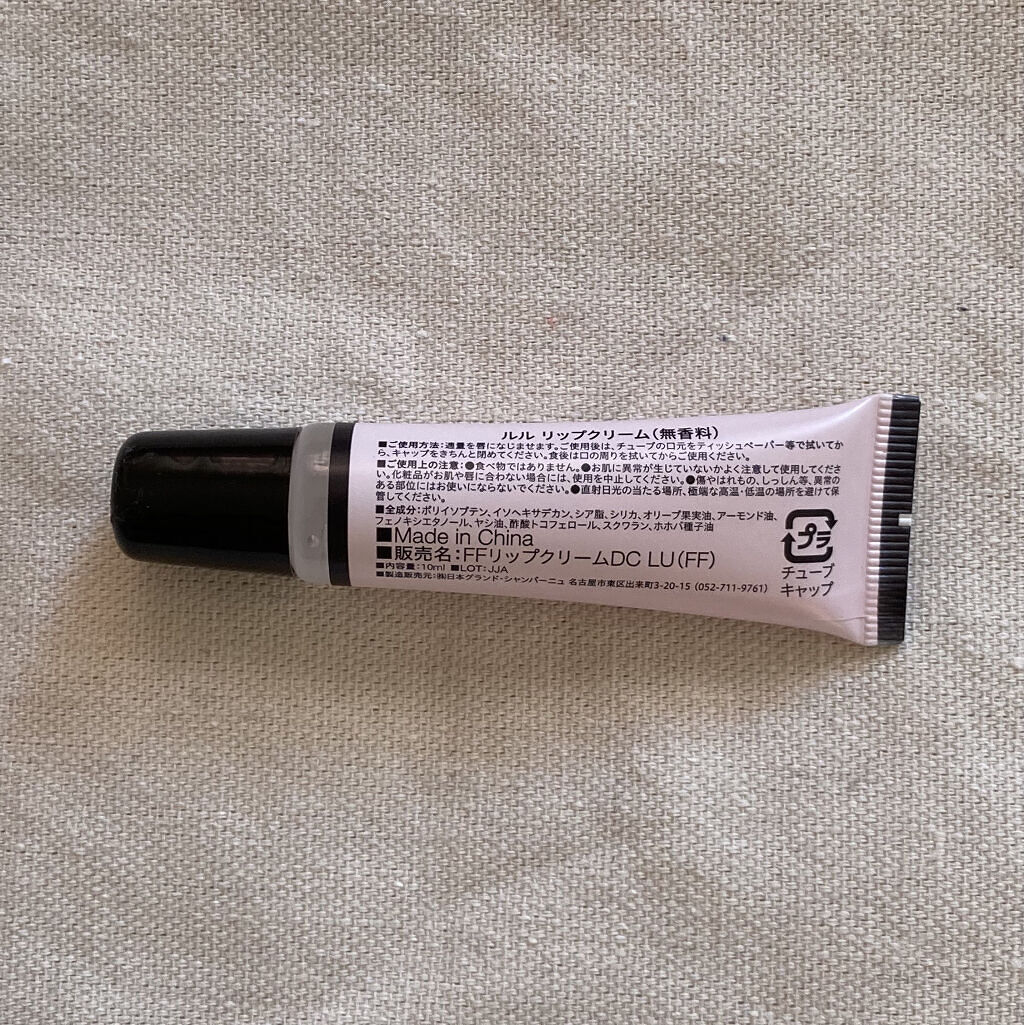 ルル リップクリーム(無香料)
■ご使用方法:適量を唇になじませます。ご使用後は、チューブの口元をティッシュペーパー等で拭いてか
ら、キャップをきちんと閉めてください。食後は口の周りを拭いてからご使用ください。
■ご使用上の注意:●食べ物ではありません。●お肌に異常が生じていないかよく注意して使用してくださ
い。化粧品がお肌や唇に合わない場合には、使用を中止してください。●傷やはれもの、しっしん等、異常の
ある部位にはお使いにならないでください。●直射日光の当たる場所、極端な高温・低温の場所を避けて保
管してください。
■全成分:ポリイソブテン、イソヘキサデカン、シア脂、シリカ、オリーブ果実油、アーモンド油、
フェノキシエタノール、ヤシ油、酢酸トコフェロール、スクワラン、ホホバ種子油
■Made in China
■販売名:FFリップクリームDC LU(FF)
■内容量:10ml ■LOT:JJA
■製造販売元:㈱日本グランド・シャンパーニュ 名古屋市東区出来町3-20-15 (052-711-9761)
プラ
チューブ
キャップ